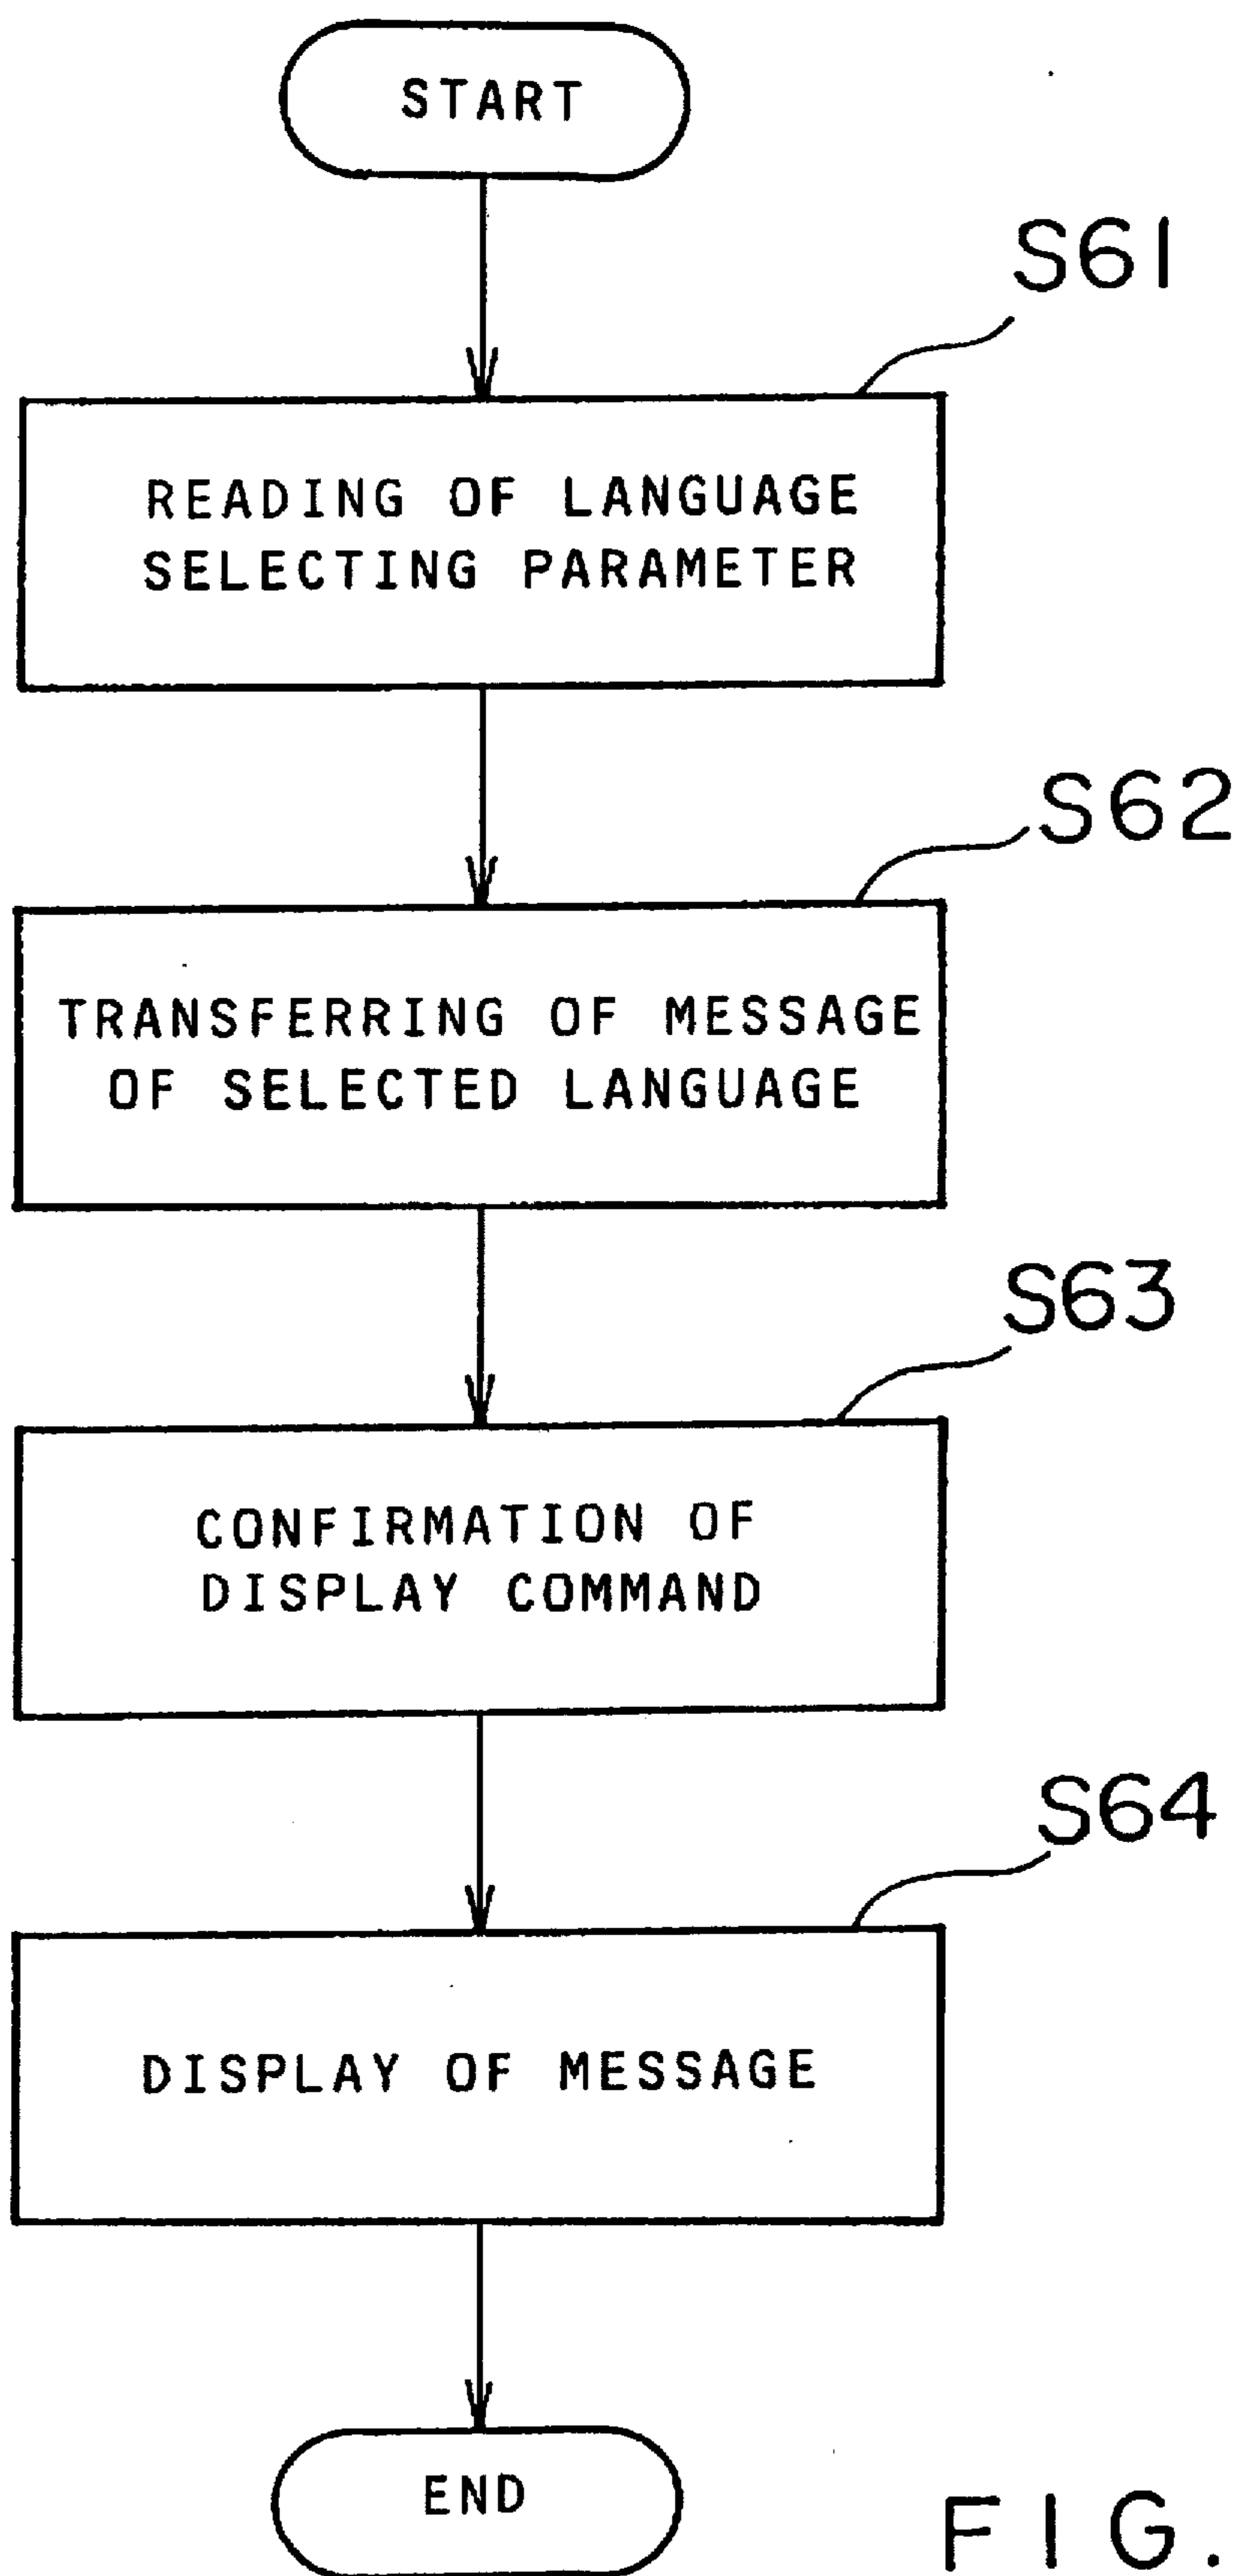 START
S61
READING OF LANGUAGE
SELECTING PARAMETER
S62
TRANSFERRING OF MESSAGE
OF SELECTED LANGUAGE
S63
CONFIRMATION OF
DISPLAY COMMAND
S64
DISPLAY OF MESSAGE
END
FIG.